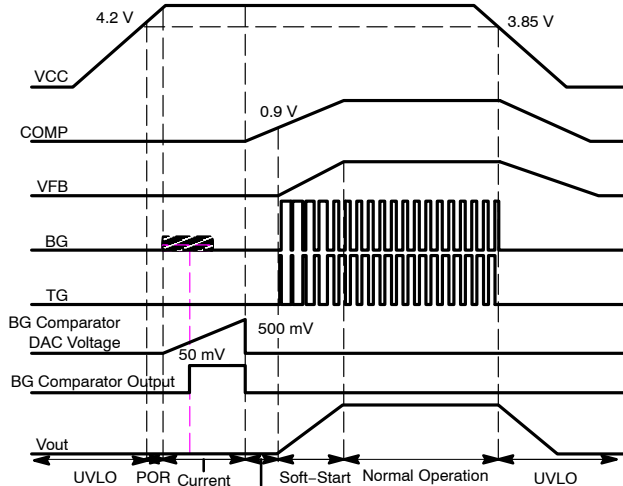 4.2 V
3.85 V
VCC
0.9 V
COMP
VFB
BG
TG
BG Comparator
DAC Voltage
500 mV
50 mV
BG Comparator Output
Vout
UVLO
POR
Current
Soft–Start
Normal Operation
UVLO